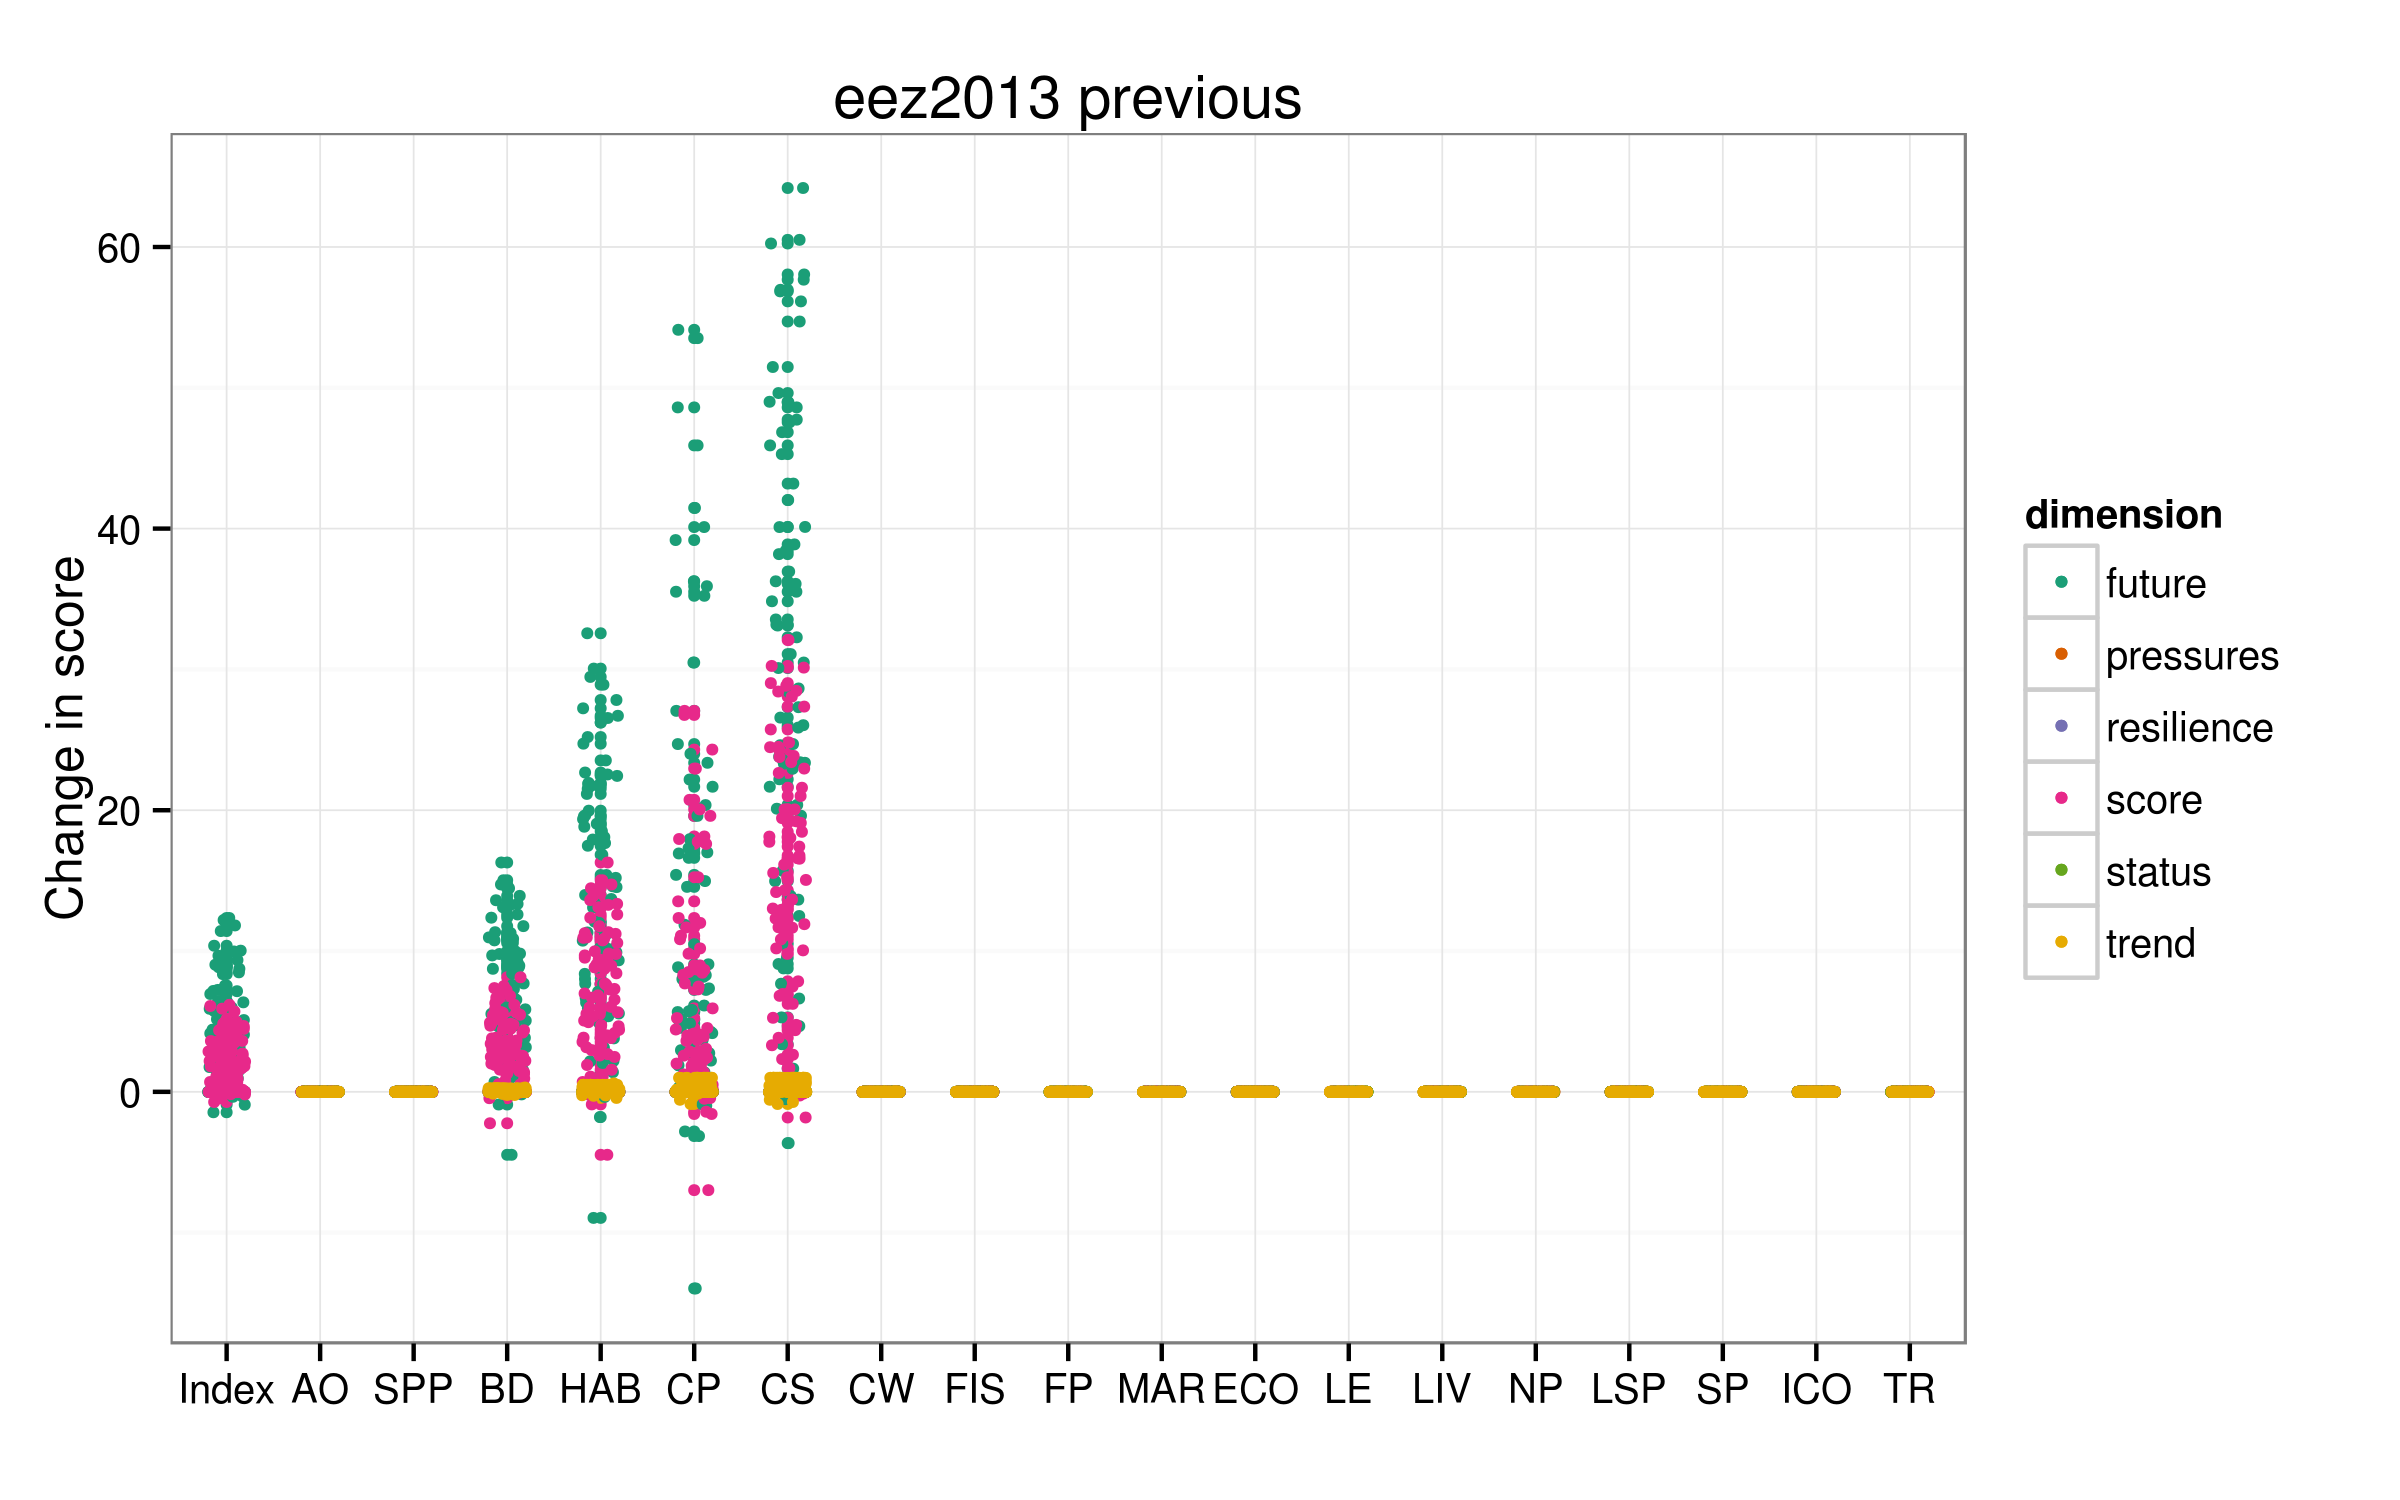 eez2013 previous
Change in score
60
40
20
0
Index AO SPP BD HAB CP CS CW FIS FP MAR ECO LE LIV NP LSP SP ICO TR
dimension
future
pressures
resilience
score
status
trend